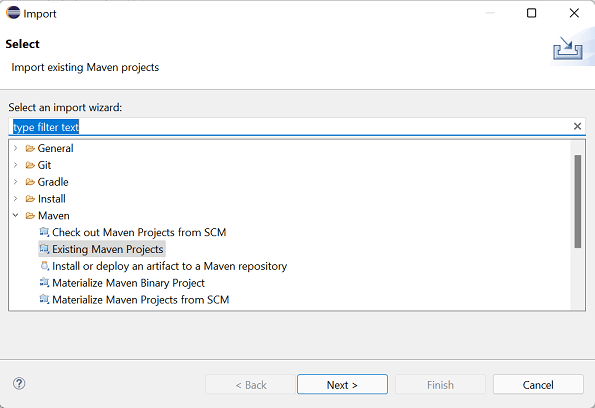 Import
Select
Import existing Maven projects
Select an import wizard:
type filter text
General
Git
Gradle
Install
Maven
Check out Maven Projects from SCM
Existing Maven Projects
Install or deploy an artifact to a Maven repository
Materialize Maven Binary Project
Materialize Maven Projects from SCM
? < Back Next > Finish Cancel